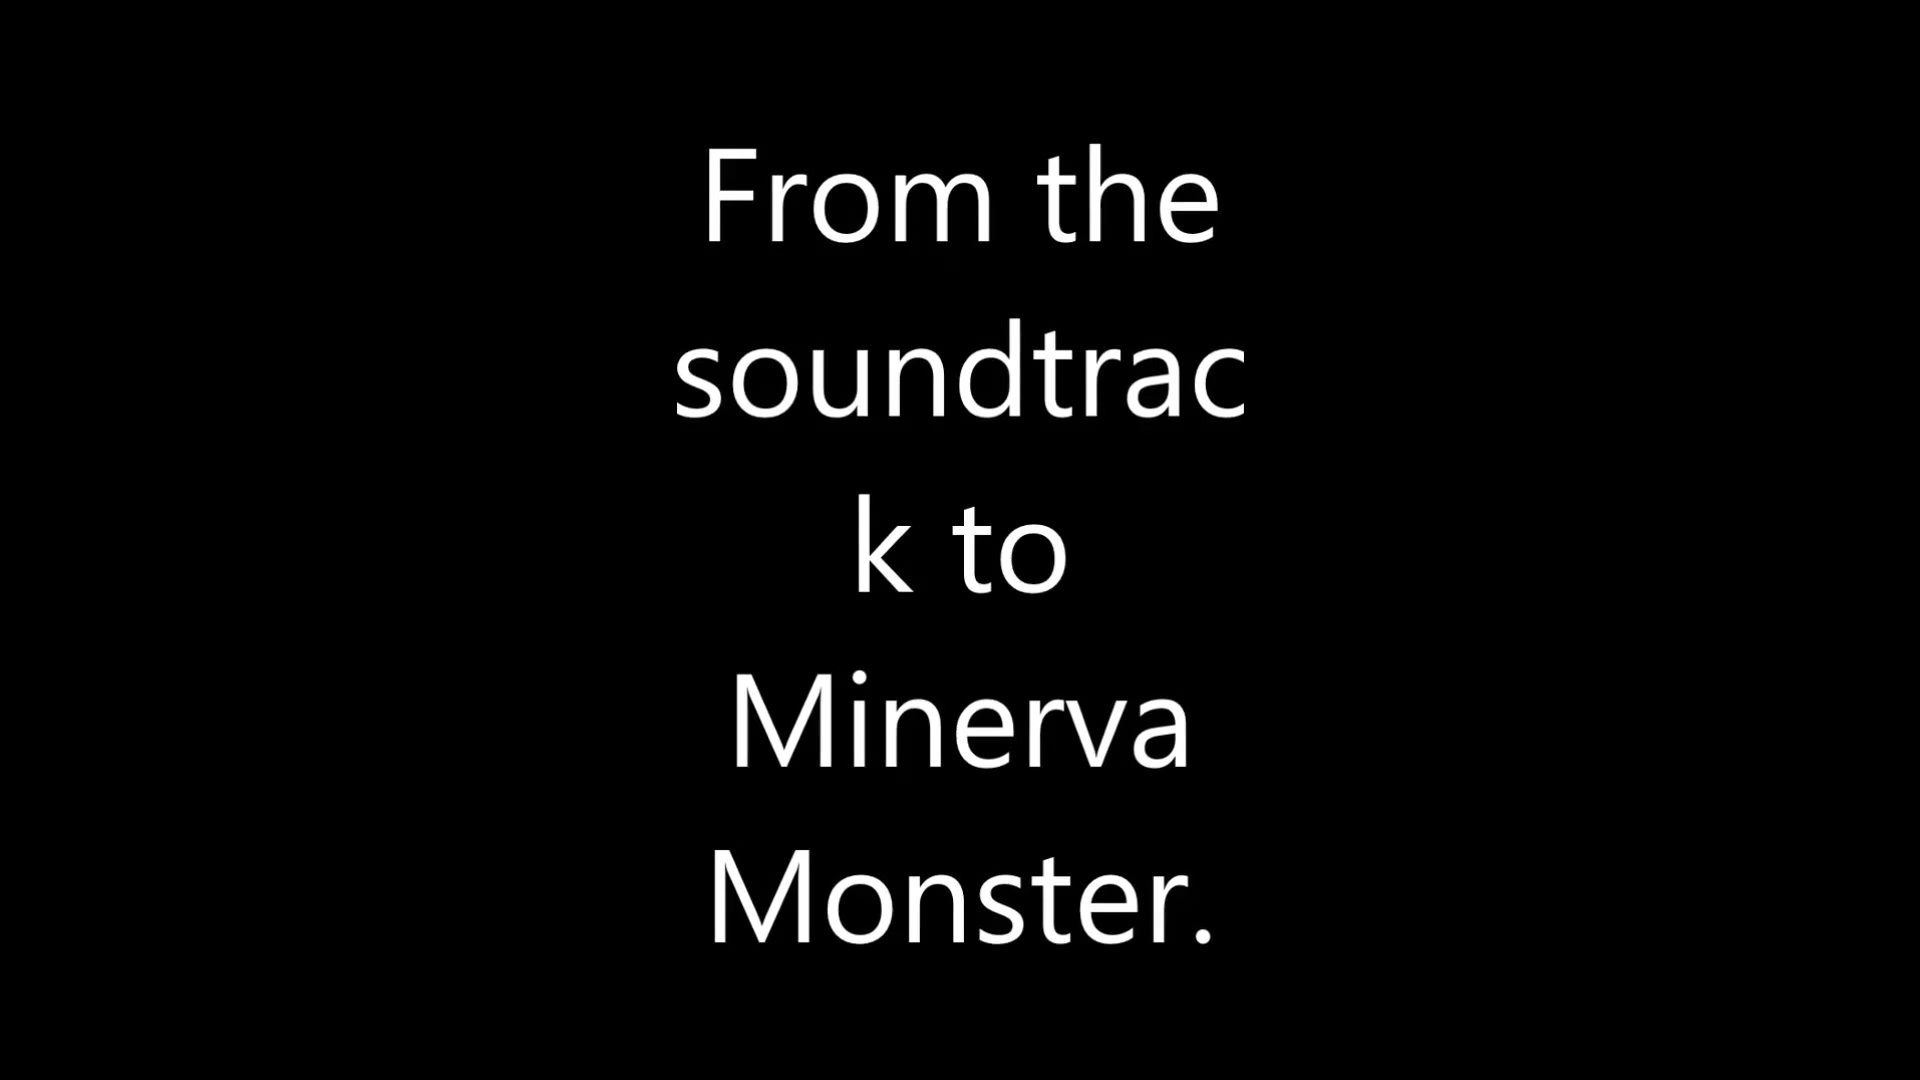 From the
soundtrac
k to
Minerva
Monster.